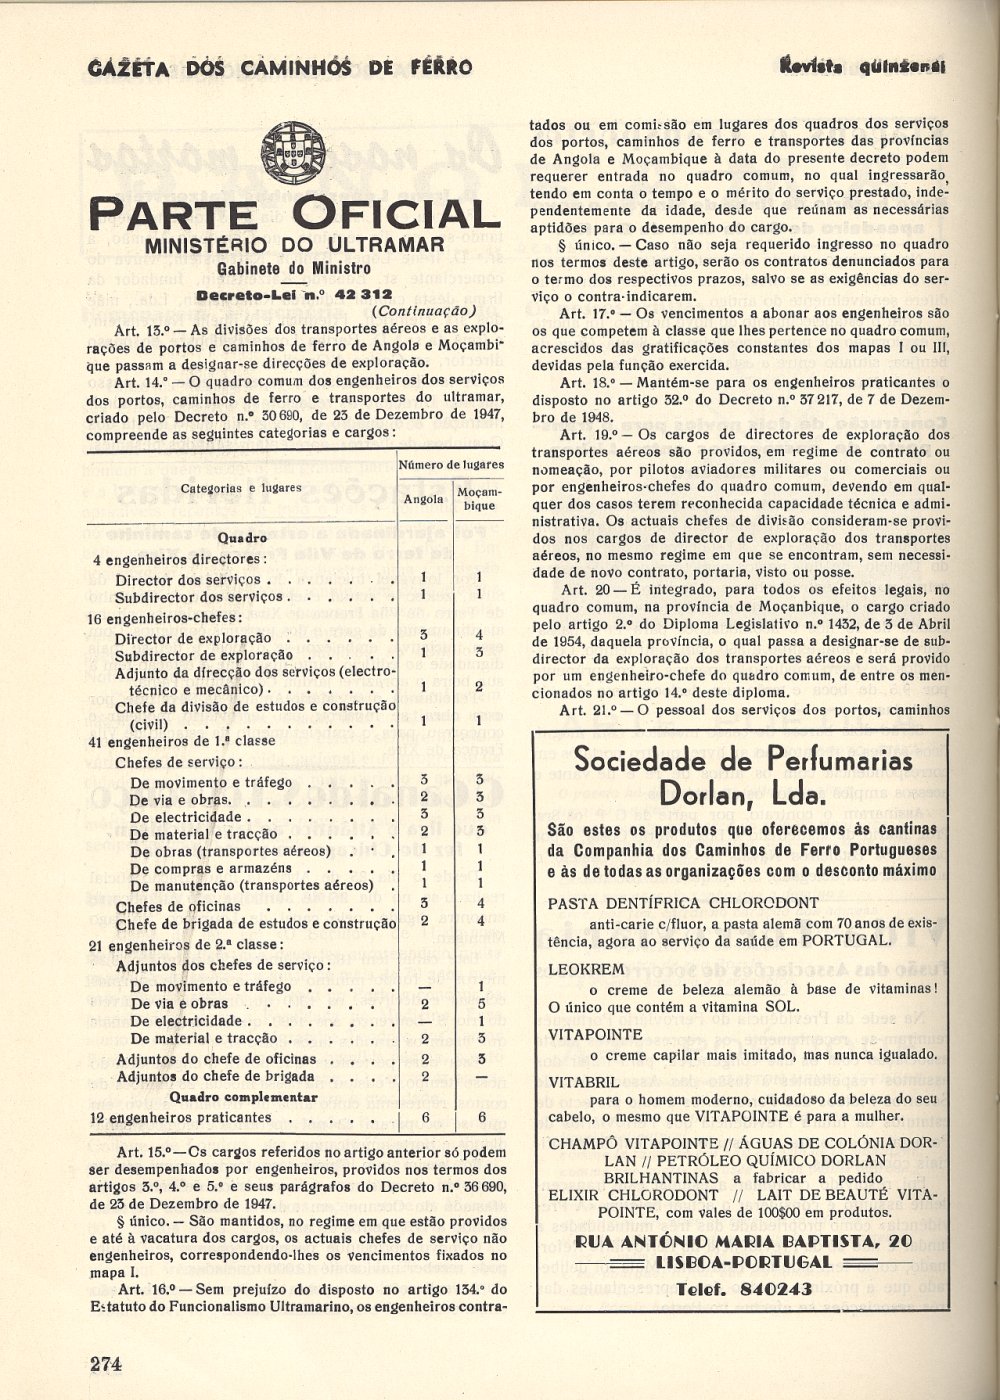 GAZETA DOS CAMINHOS DE FERRO
Revista quinzenal
PARTE OFICIAL
MINISTÉRIO DO ULTRAMAR
Gabinete do Ministro
Decreto-Lei n.º 42 312
(Continuação)
Art. 13.º — As divisões dos transportes aéreos e as explo-
rações de portos e caminhos de ferro de Angola e Moçambi-
que passam a designar-se direcções de exploração.
Art. 14.º — O quadro comum dos engenheiros dos serviços
dos portos, caminhos de ferro e transportes do ultramar,
criado pelo Decreto n.º 30 690, de 23 de Dezembro de 1947,
compreende as seguintes categorias e cargos:
Categorias e lugares
Número de lugares
Angola
Moçam-
bique
Quadro
4 engenheiros directores:
Director dos serviços . . . . . . . 1 1
Subdirector dos serviços . . . . . . 1 1
16 engenheiros-chefes:
Director de exploração . . . . . . 3 4
Subdirector de exploração . . . . . 1 3
Adjunto da direcção dos serviços (electro-
técnico e mecânico) . . . . . . . 1 2
Chefe da divisão de estudos e construção
(civil) . . . . . . . . . . . 1 1
41 engenheiros de 1.ª classe
Chefes de serviço:
De movimento e tráfego . . . . 3 3
De via e obras. . . . . . . . 2 3
De electricidade . . . . . . . 3 3
De material e tracção . . . . . 2 3
De obras (transportes aéreos) . . . 1 1
De compras e armazéns . . . . . 1 1
De manutenção (transportes aéreos) . 1 1
Chefes de oficinas . . . . . . . 3 4
Chefe de brigada de estudos e construção 2 4
21 engenheiros de 2.ª classe:
Adjuntos dos chefes de serviço:
De movimento e tráfego . . . . . — 1
De via e obras . . . . . . . 2 5
De electricidade . . . . . . . . — 1
De material e tracção . . . . . 2 3
Adjuntos do chefe de oficinas . . . . 2 3
Adjuntos do chefe de brigada . . . . 2 —
Quadro complementar
12 engenheiros praticantes . . . . . . 6 6
Art. 15.º — Os cargos referidos no artigo anterior só podem
ser desempenhados por engenheiros, providos nos termos dos
artigos 3.º, 4.º e 5.º e seus parágrafos do Decreto n.º 36 690,
de 23 de Dezembro de 1947.
§ único. — São mantidos, no regime em que estão providos
e até à vacatura dos cargos, os actuais chefes de serviço não
engenheiros, correspondendo-lhes os vencimentos fixados no
mapa I.
Art. 16.º — Sem prejuízo do disposto no artigo 134.º do
Estatuto do Funcionalismo Ultramarino, os engenheiros contra-
tados ou em comissão em lugares dos quadros dos serviços
dos portos, caminhos de ferro e transportes das províncias
de Angola e Moçambique à data do presente decreto podem
requerer entrada no quadro comum, no qual ingressarão,
tendo em conta o tempo e o mérito do serviço prestado, inde-
pendentemente da idade, desde que reúnam as necessárias
aptidões para o desempenho do cargo.
§ único. — Caso não seja requerido ingresso no quadro
nos termos deste artigo, serão os contratos denunciados para
o termo dos respectivos prazos, salvo se as exigências do ser-
viço o contra-indicarem.
Art. 17.º — Os vencimentos a abonar aos engenheiros são
os que competem à classe que lhes pertence no quadro comum,
acrescidos das gratificações constantes dos mapas I ou III,
devidas pela função exercida.
Art. 18.º — Mantém-se para os engenheiros praticantes o
disposto no artigo 32.º do Decreto n.º 37 217, de 7 de Dezem-
bro de 1948.
Art. 19.º — Os cargos de directores de exploração dos
transportes aéreos são providos, em regime de contrato ou
nomeação, por pilotos aviadores militares ou comerciais ou
por engenheiros-chefes do quadro comum, devendo em qual-
quer dos casos terem reconhecida capacidade técnica e admi-
nistrativa. Os actuais chefes de divisão consideram-se provi-
dos nos cargos de director de exploração dos transportes
aéreos, no mesmo regime em que se encontram, sem necessi-
dade de novo contrato, portaria, visto ou posse.
Art. 20 — É integrado, para todos os efeitos legais, no
quadro comum, na província de Moçanbique, o cargo criado
pelo artigo 2.º do Diploma Legislativo n.º 1432, de 3 de Abril
de 1954, daquela província, o qual passa a designar-se de sub-
director da exploração dos transportes aéreos e será provido
por um engenheiro-chefe do quadro comum, de entre os men-
cionados no artigo 14.º deste diploma.
Art. 21.º — O pessoal dos serviços dos portos, caminhos
Sociedade de Perfumarias
Dorlan, Lda.
São estes os produtos que oferecemos às cantinas
da Companhia dos Caminhos de Ferro Portugueses
e às de todas as organizações com o desconto máximo
PASTA DENTÍFRICA CHLORODONT
anti-carie c/fluor, a pasta alemã com 70 anos de exis-
tência, agora ao serviço da saúde em PORTUGAL.
LEOKREM
o creme de beleza alemão à base de vitaminas!
O único que contém a vitamina SOL.
VITAPOINTE
o creme capilar mais imitado, mas nunca igualado.
VITABRIL
para o homem moderno, cuidadoso da beleza do seu
cabelo, o mesmo que VITAPOINTE é para a mulher.
CHAMPÔ VITAPOINTE // ÁGUAS DE COLÓNIA DOR-
LAN // PETRÓLEO QUÍMICO DORLAN
BRILHANTINAS a fabricar a pedido
ELIXIR CHLORODONT // LAIT DE BEAUTÉ VITA-
POINTE, com vales de 100$00 em produtos.
RUA ANTÓNIO MARIA BAPTISTA, 20
LISBOA-PORTUGAL
Telef. 840243
274